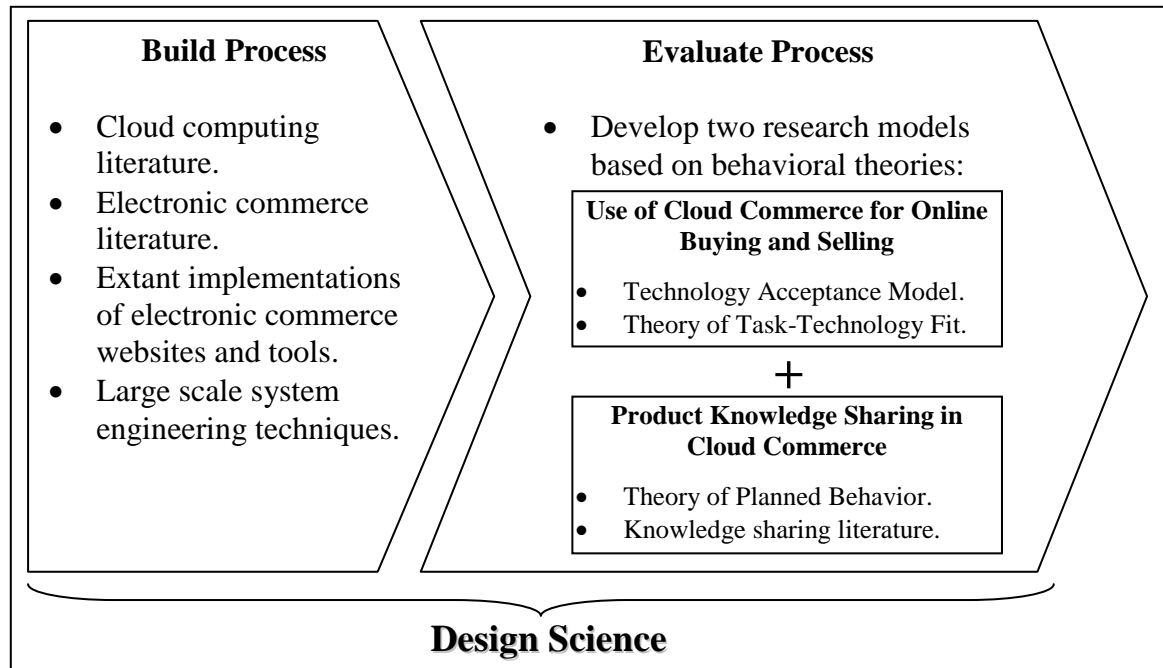 Build Process
• Cloud computing
literature.
• Electronic commerce
literature.
• Extant implementations
of electronic commerce
websites and tools.
• Large scale system
engineering techniques.
Evaluate Process
• Develop two research models
based on behavioral theories:
Use of Cloud Commerce for Online
Buying and Selling
• Technology Acceptance Model.
• Theory of Task-Technology Fit.
+
Product Knowledge Sharing in
Cloud Commerce
• Theory of Planned Behavior.
• Knowledge sharing literature.
Design Science